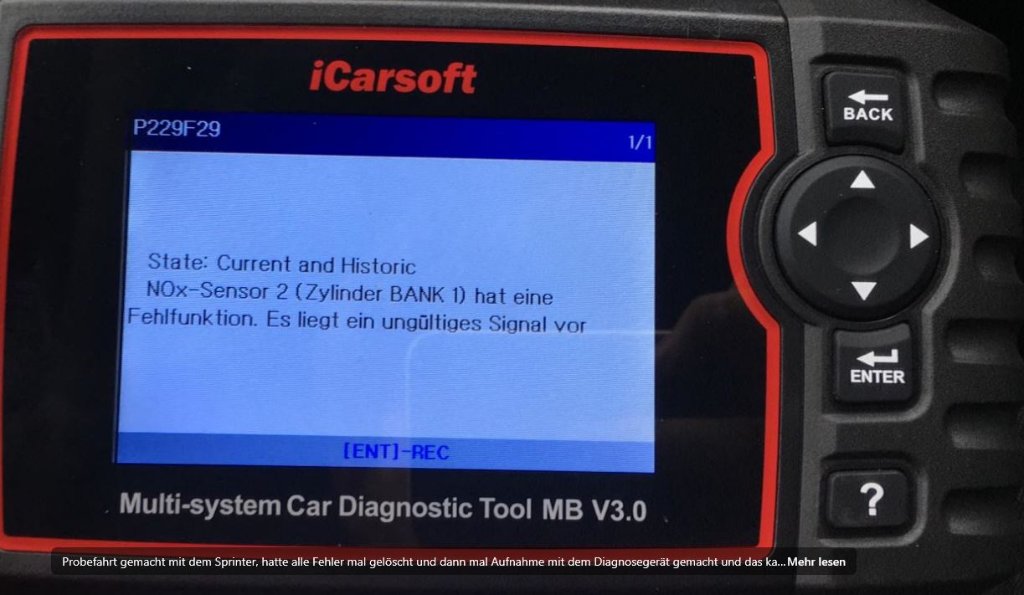 iCarsoft
P229F29
1/1
State: Current and Historic
NOx-Sensor 2 (Zylinder BANK 1) hat eine
Fehlfunktion. Es liegt ein ungültiges Signal vor
[ENT]-REC
Multi-system Car Diagnostic Tool MB V3.0
BACK
ENTER
?
Probefahrt gemacht mit dem Sprinter, hatte alle Fehler mal gelöscht und dann mal Aufnahme mit dem Diagnosegerät gemacht und das ka... Mehr lesen